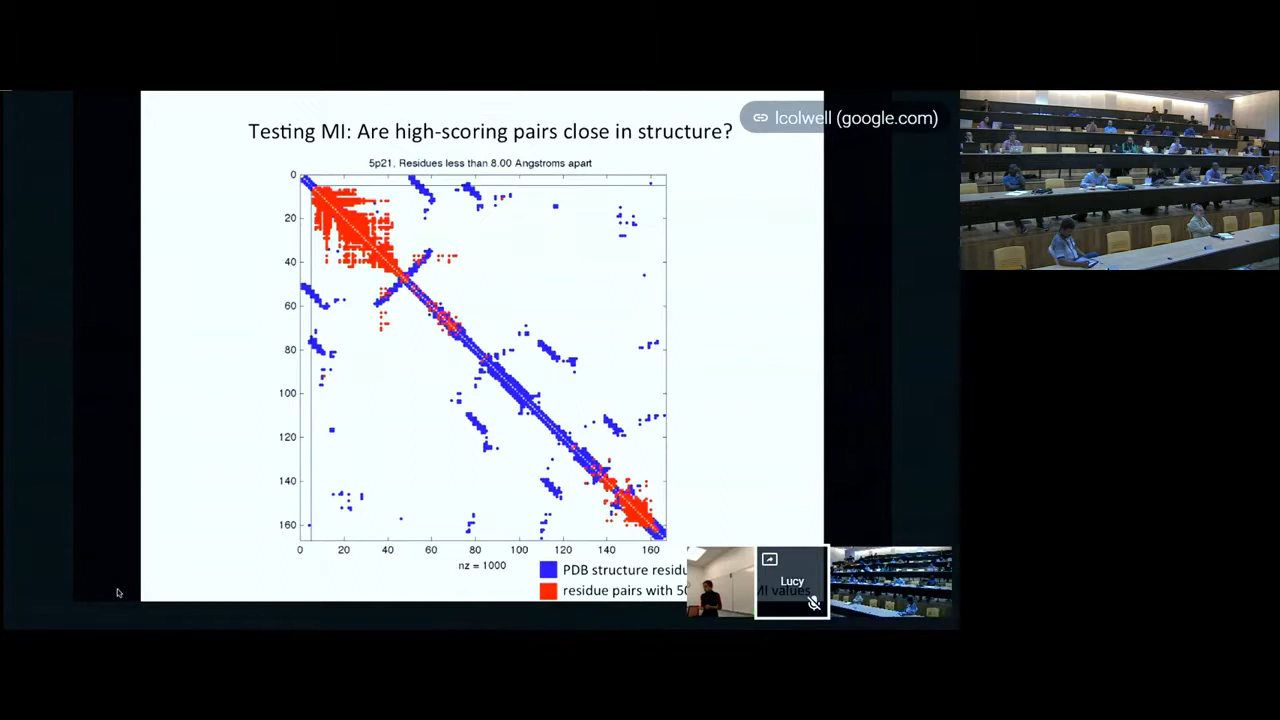 Testing MI: Are high-scoring pairs close in structure?
lcolwell (google.com)
5p21, Residues less than 8.00 Angstroms apart
0
20
40
60
80
100
120
140
160
0 20 40 60 80 100 120 140 160
nz = 1000
PDB structure
residue pairs with MI values
Lucy